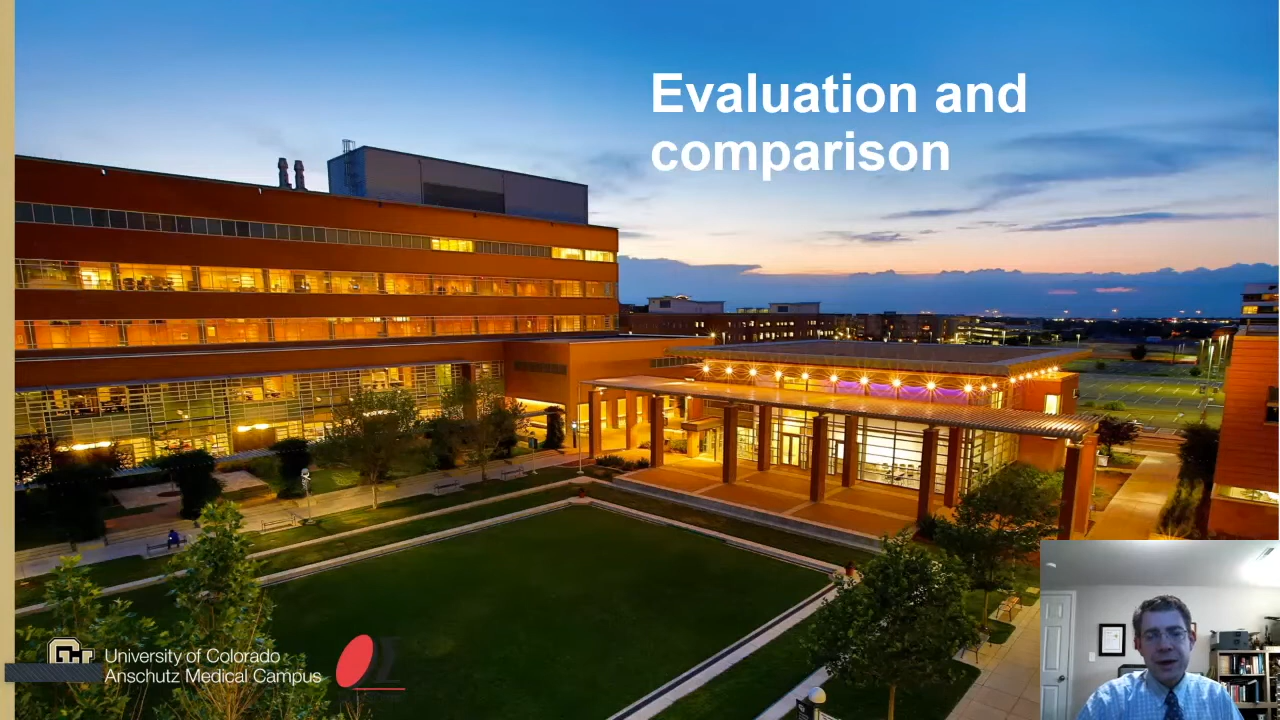 Evaluation and
comparison
University of Colorado
Anschutz Medical Campus